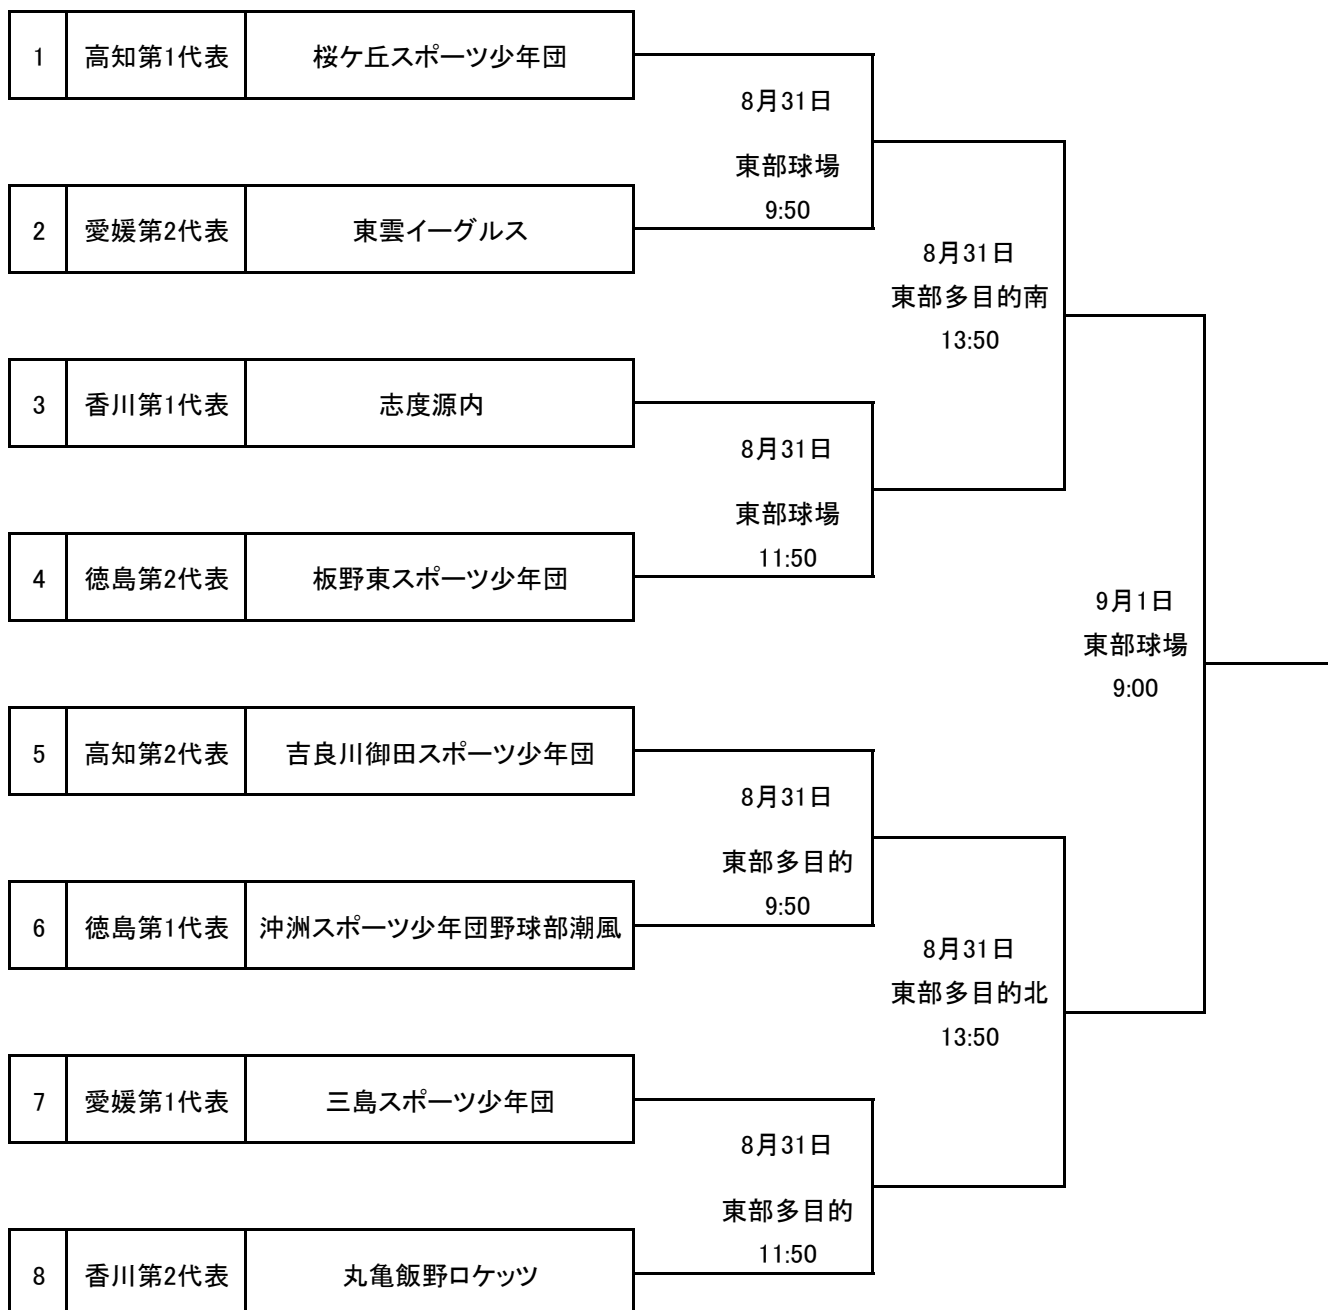 1 高知第1代表 桜ケ丘スポーツ少年団
8月31日
東部球場
9:50
2 愛媛第2代表 東雲イーグルス
8月31日
東部多目的南
13:50
3 香川第1代表 志度源内
8月31日
東部球場
11:50
4 徳島第2代表 板野東スポーツ少年団
9月1日
東部球場
9:00
5 高知第2代表 吉良川御田スポーツ少年団
8月31日
東部多目的
9:50
6 徳島第1代表 沖洲スポーツ少年団野球部潮風
8月31日
東部多目的北
13:50
7 愛媛第1代表 三島スポーツ少年団
8月31日
東部多目的
11:50
8 香川第2代表 丸亀飯野ロケッツ